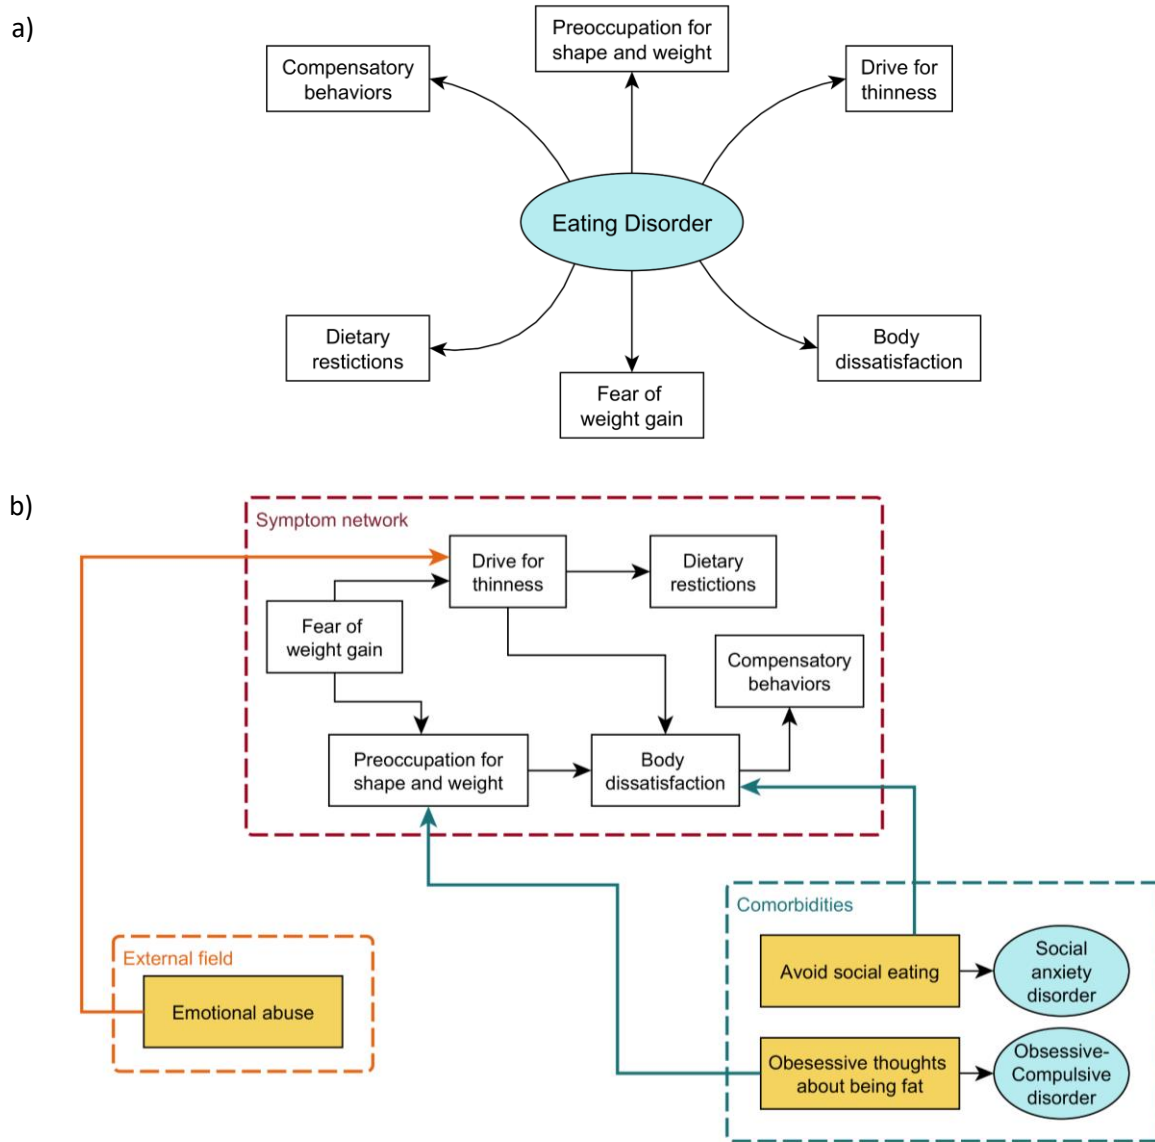 a)
Preoccupation for
shape and weight
Compensatory
behaviors
Drive for
thinness
Eating Disorder
Dietary
restictions
Body
dissatisfaction
Fear of
weight gain
b)
Symptom network
Drive for
thinness
Dietary
restictions
Fear of
weight gain
Compensatory
behaviors
Preoccupation for
shape and weight
Body
dissatisfaction
Comorbidities
External field
Avoid social eating
Social
anxiety
disorder
Emotional abuse
Obesessive thoughts
about being fat
Obsessive-
Compulsive
disorder